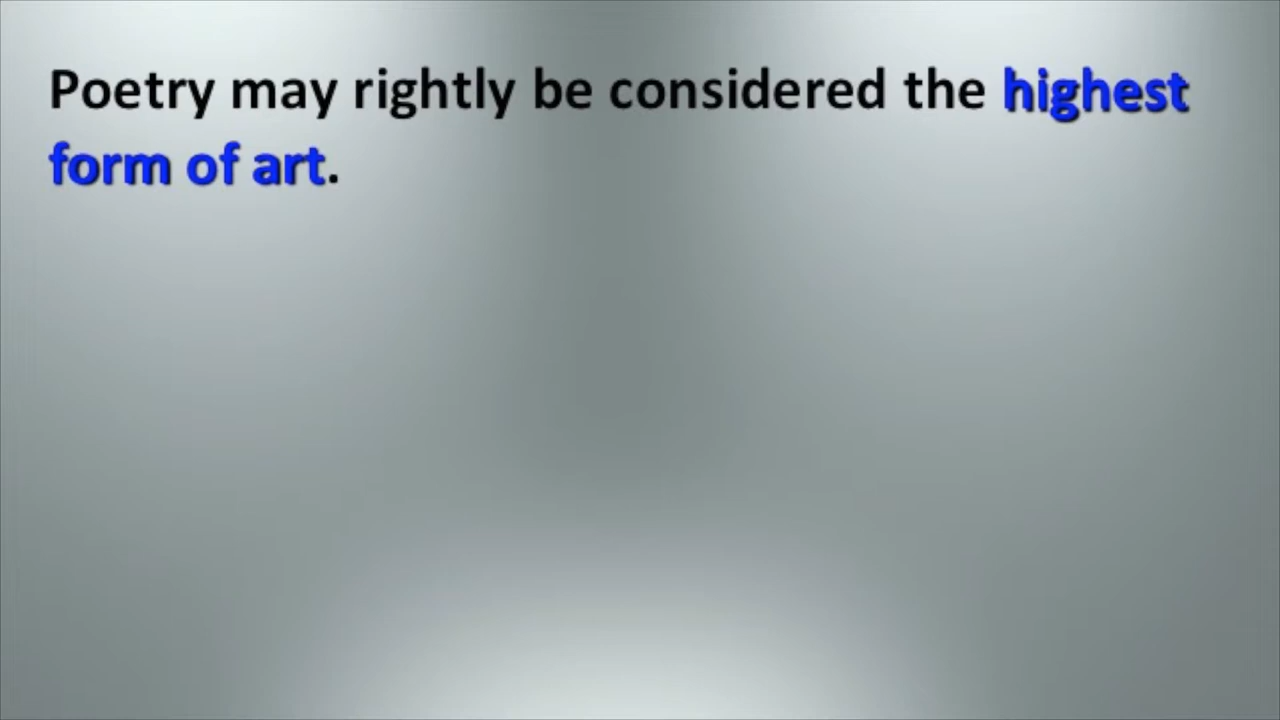 Poetry may rightly be considered the highest
form of art.